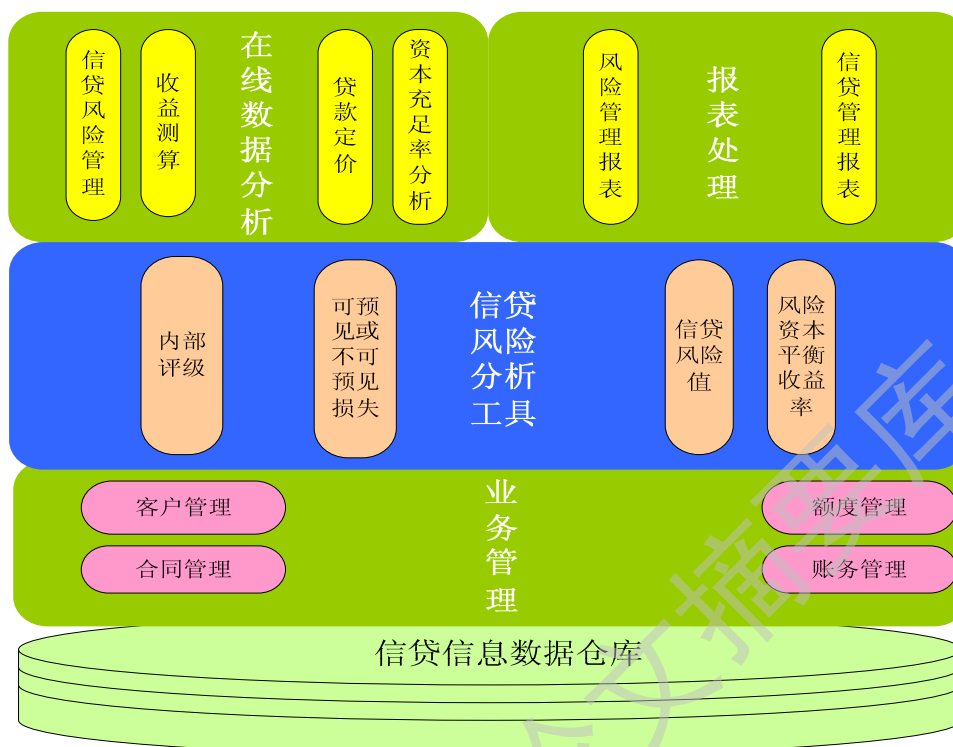 信贷风险管理
收益测算
在线数据分析
贷款定价
资本充足率分析
风险管理报表
报表处理
信贷管理报表
内部
评级
可预
见或
不可
预见
损失
信贷
风险
分析
工具
信贷
风险
值
风险
资本
平衡
收益
率
客户管理
合同管理
业务管理
额度管理
账务管理
信贷信息数据仓库
论文摘要库